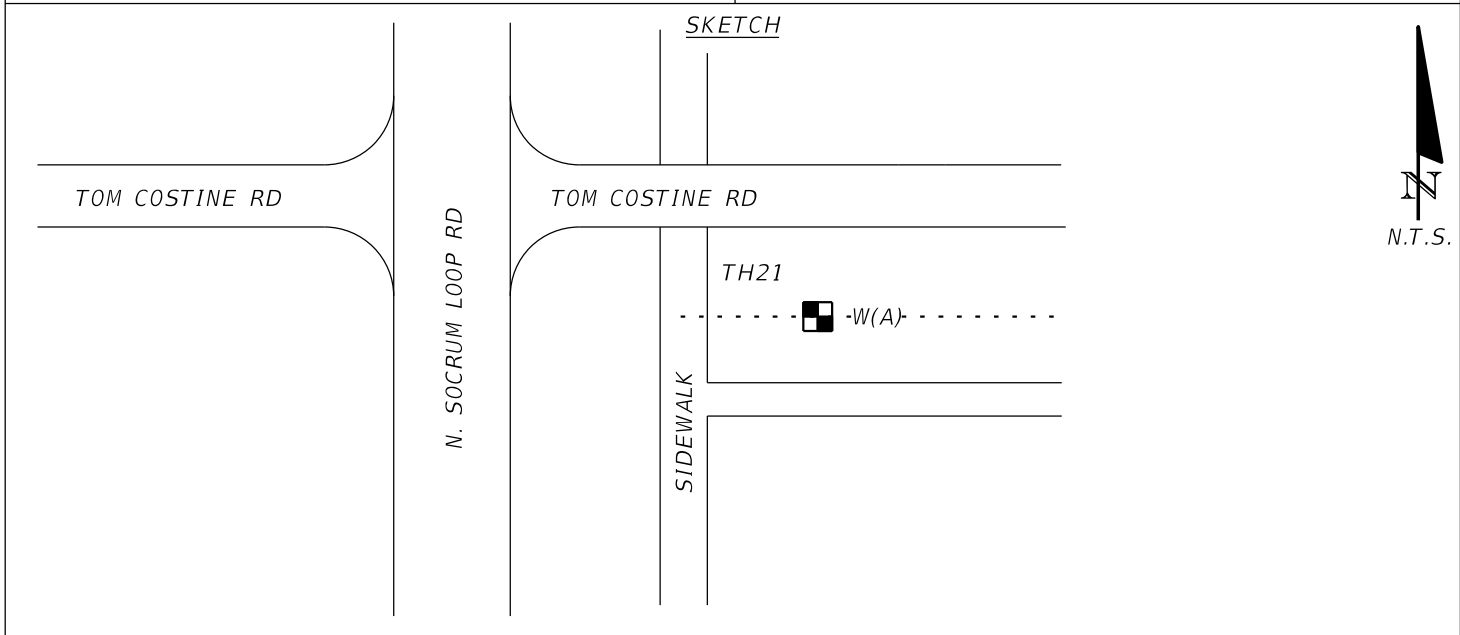 SKETCH
TOM COSTINE RD
TOM COSTINE RD
N
N.T.S.
N. SOCRUM LOOP RD
TH21
W(A)
SIDEWALK